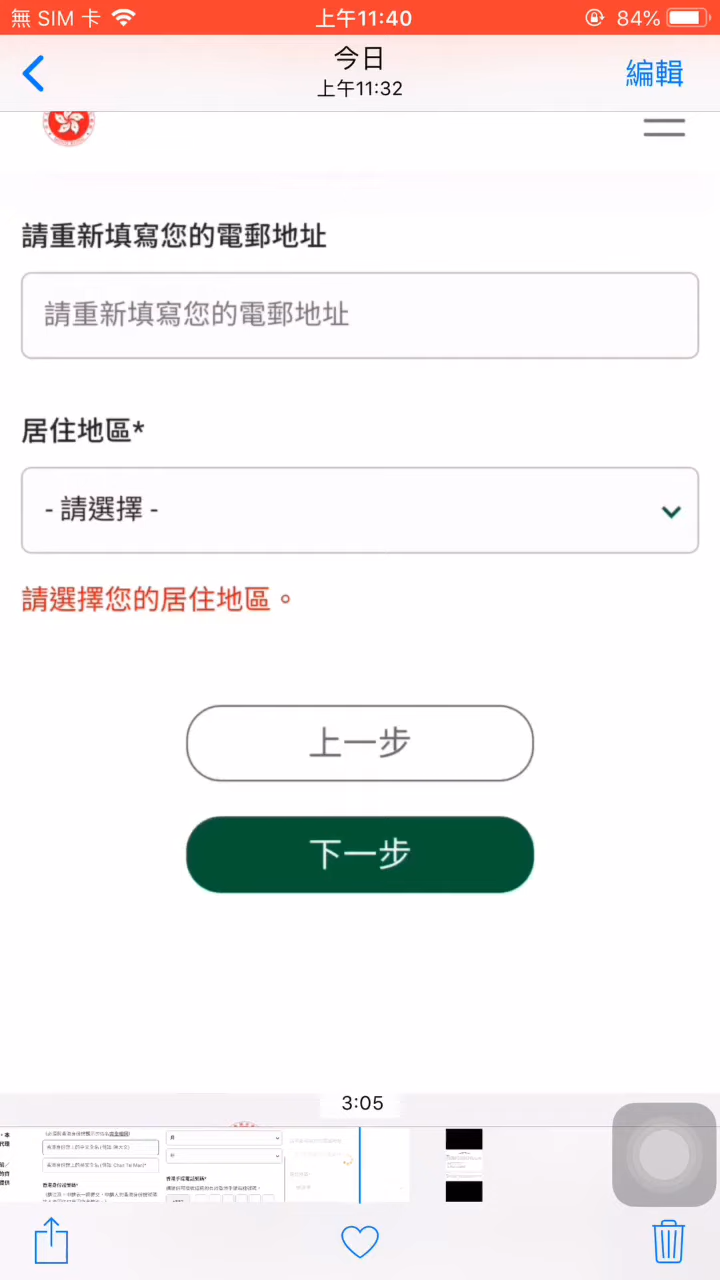 無 SIM 卡
上午11:40
84%
今日
上午11:32
編輯
請重新填寫您的電郵地址
請重新填寫您的電郵地址
居住地區*
- 請選擇 -
請選擇您的居住地區。
上一步
下一步
3:05